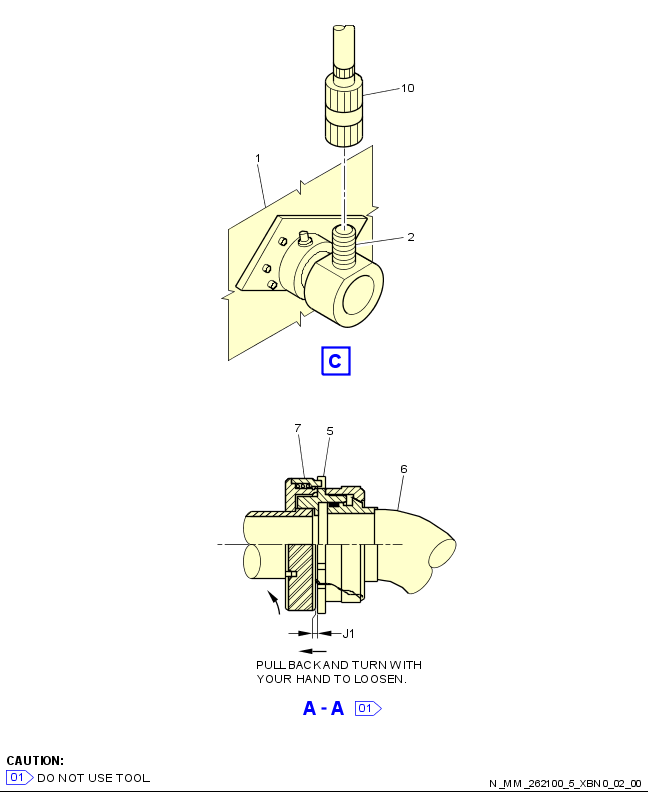 10
1
2
C
7
5
6
J1
PULL BACK AND TURN WITH
YOUR HAND TO LOOSEN.
A - A 01
CAUTION:
01 DO NOT USE TOOL
N_MM_262100_5_XBN0_02_00